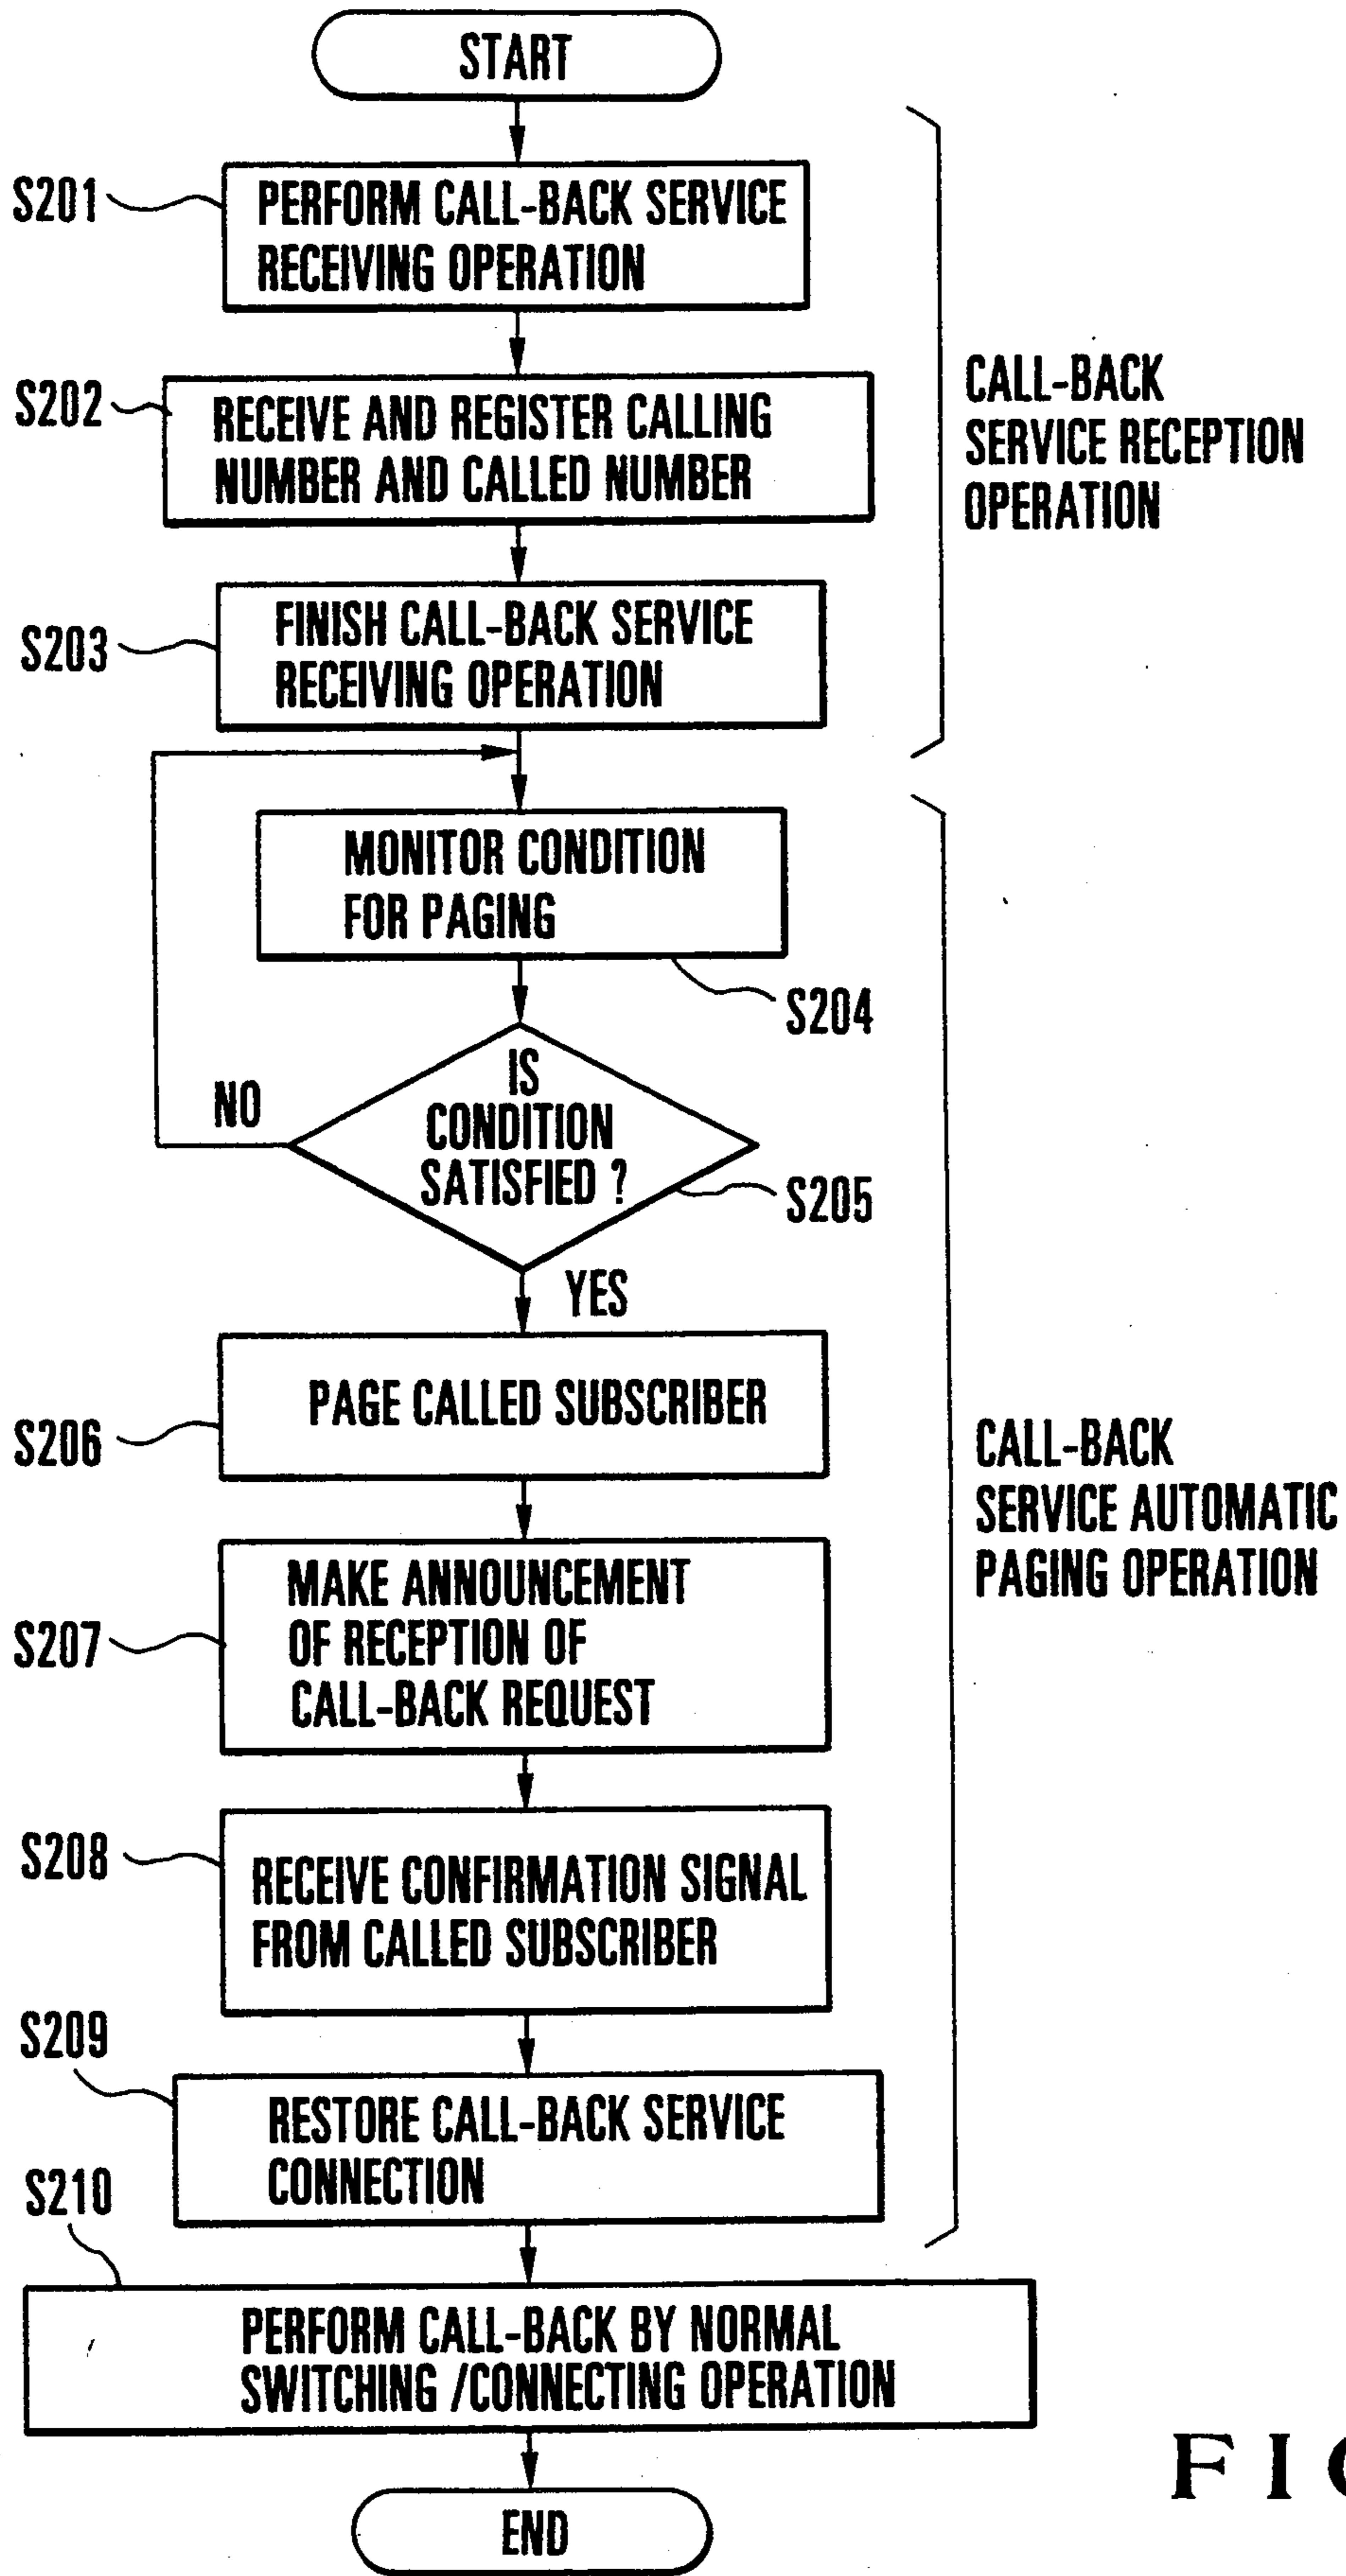 START
S201
PERFORM CALL-BACK SERVICE
RECEIVING OPERATION
S202
RECEIVE AND REGISTER CALLING
NUMBER AND CALLED NUMBER
CALL-BACK
SERVICE RECEPTION
OPERATION
S203
FINISH CALL-BACK SERVICE
RECEIVING OPERATION
MONITOR CONDITION
FOR PAGING
S204
IS
CONDITION
SATISFIED ?
NO
S205
YES
S206
PAGE CALLED SUBSCRIBER
CALL-BACK
SERVICE AUTOMATIC
PAGING OPERATION
S207
MAKE ANNOUNCEMENT
OF RECEPTION OF
CALL-BACK REQUEST
S208
RECEIVE CONFIRMATION SIGNAL
FROM CALLED SUBSCRIBER
S209
RESTORE CALL-BACK SERVICE
CONNECTION
S210
PERFORM CALL-BACK BY NORMAL
SWITCHING /CONNECTING OPERATION
END